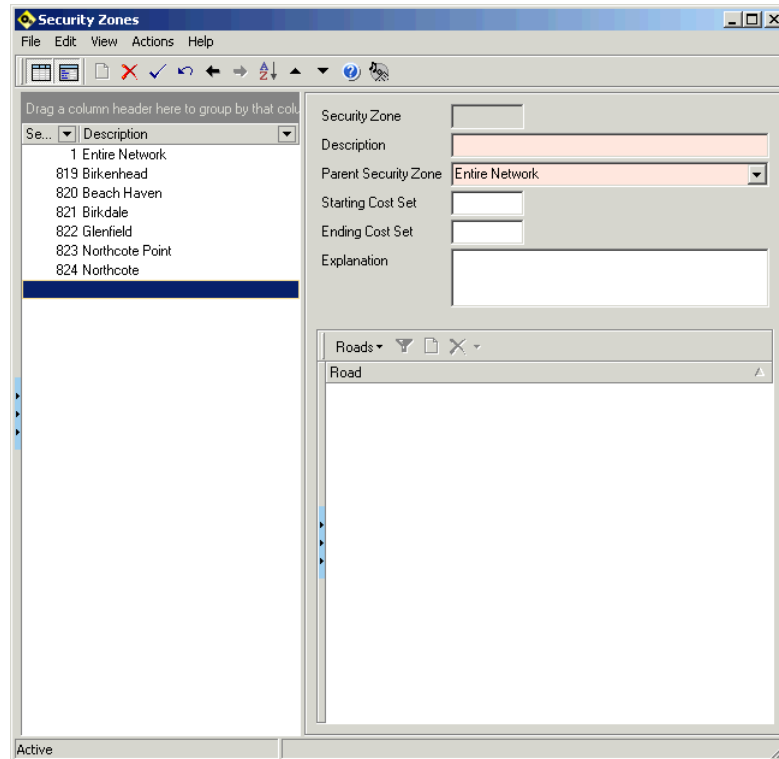 Security Zones
File Edit View Actions Help
Drag a column header here to group by that colu
Se... Description
1 Entire Network
819 Birkenhead
820 Beach Haven
821 Birkdale
822 Glenfield
823 Northcote Point
824 Northcote
Security Zone
Description
Parent Security Zone Entire Network
Starting Cost Set
Ending Cost Set
Explanation
Roads
Road
Active